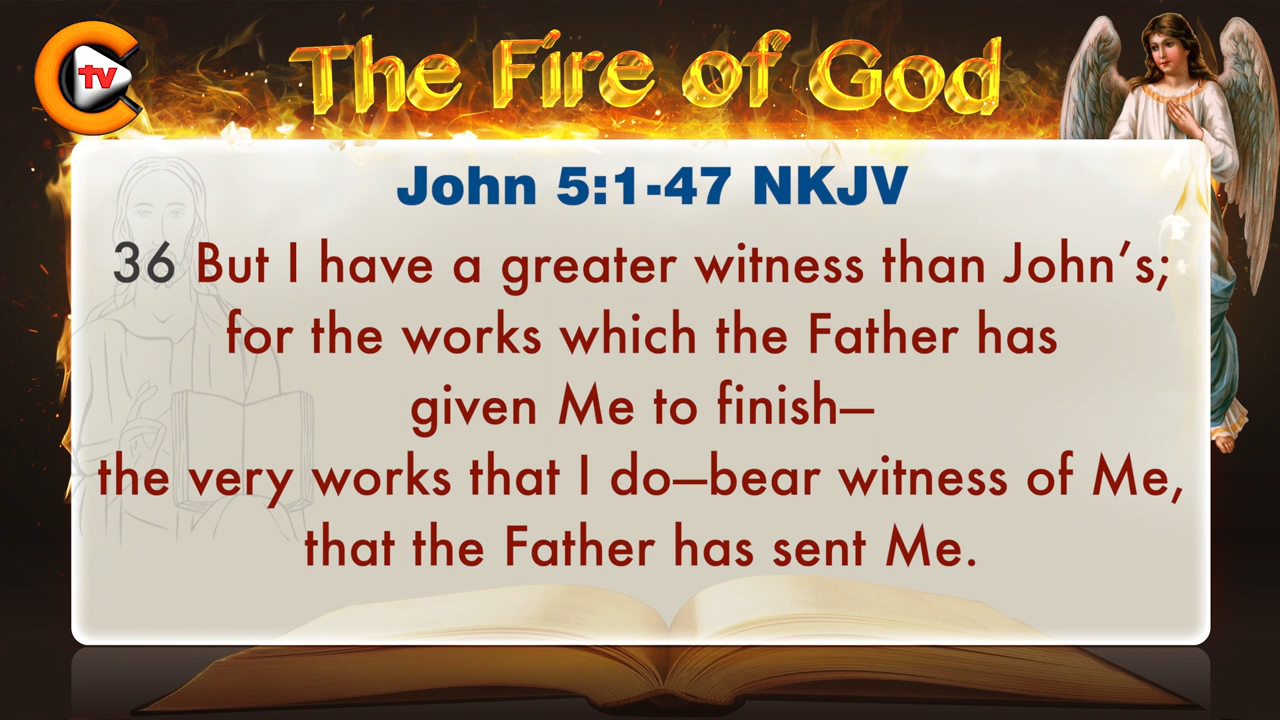 tv
The Fire of God
John 5:1-47 NKJV
36 But I have a greater witness than John’s;
for the works which the Father has
given Me to finish—
the very works that I do—bear witness of Me,
that the Father has sent Me.